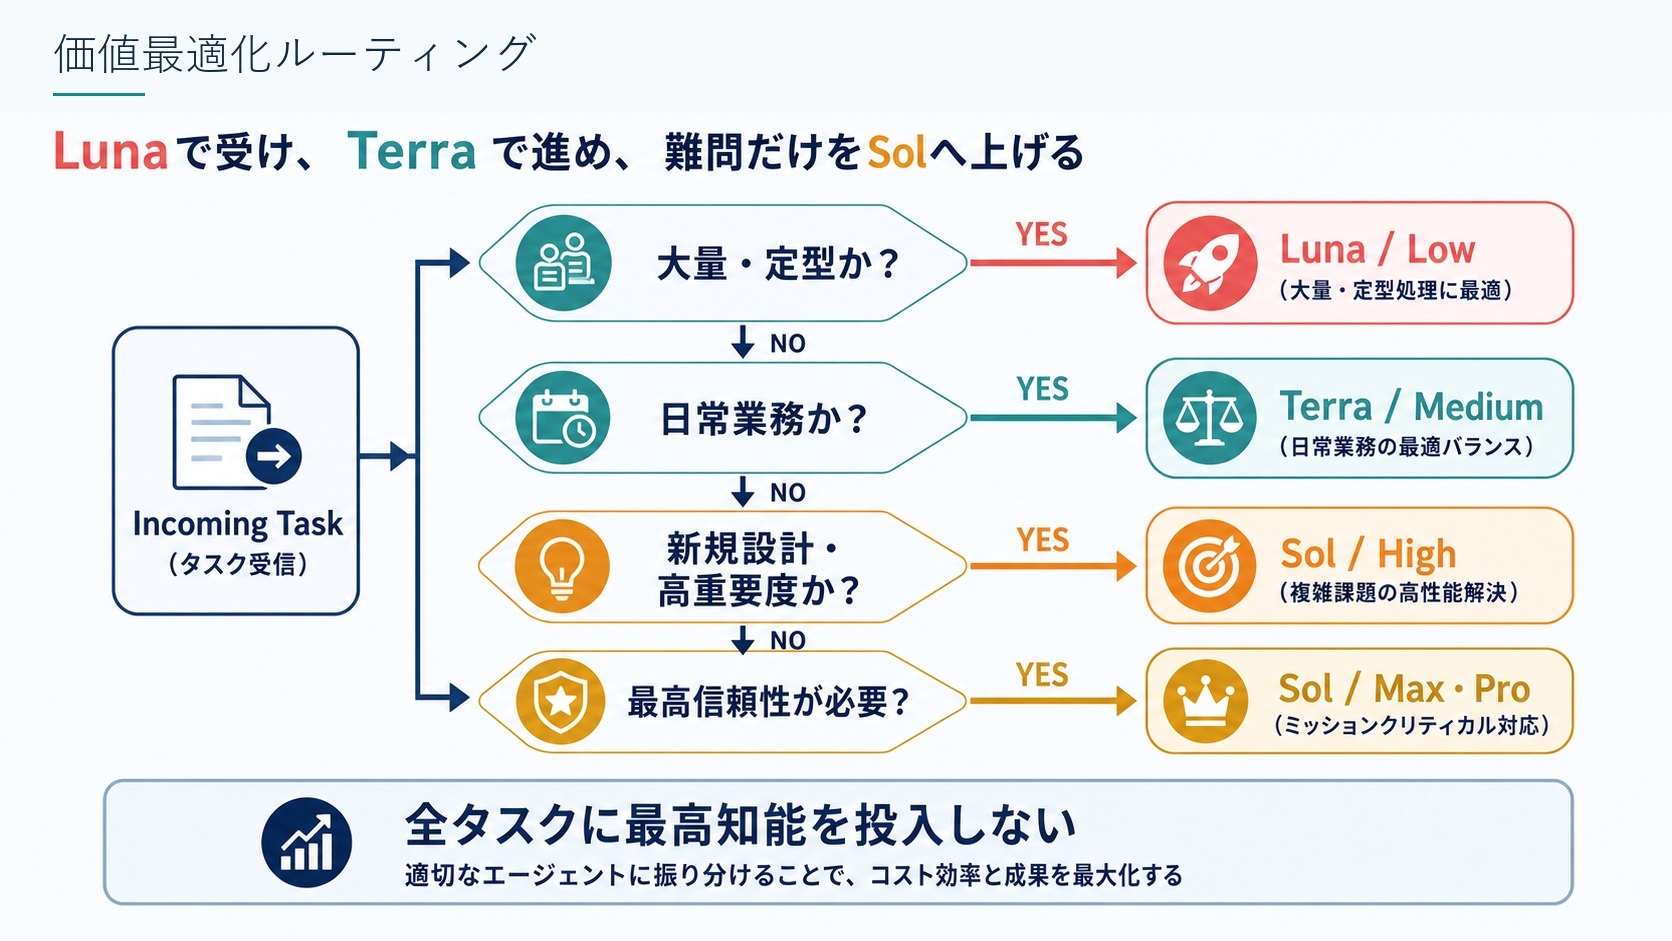 価値最適化ルーティング
Lunaで受け、Terraで進め、難問だけをSolへ上げる
Incoming Task
（タスク受信）
大量・定型か？
YES
Luna / Low
（大量・定型処理に最適）
NO
日常業務か？
YES
Terra / Medium
（日常業務の最適バランス）
NO
新規設計・
高重要度か？
YES
Sol / High
（複雑課題の高性能解決）
NO
最高信頼性が必要？
YES
Sol / Max・Pro
（ミッションクリティカル対応）
全タスクに最高知能を投入しない
適切なエージェントに振り分けることで、コスト効率と成果を最大化する